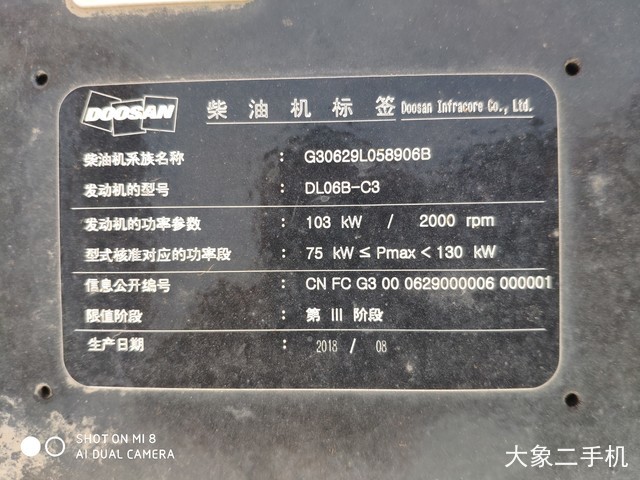 DOOSAN 柴油机标签 Doosan Infracore Co., Ltd.
柴油机系族名称 : G30629L058906B
发动机的型号 : DL06B-C3
发动机的功率参数 : 103 kW / 2000 rpm
型式核准对应的功率段 : 75 kW ≤ Pmax < 130 kW
信息公开编号 : CN FC G3 00 0629000006 000001
限值阶段 : 第 III 阶段
生产日期 : 2018 / 08
SHOT ON MI 8
AI DUAL CAMERA
大象二手机